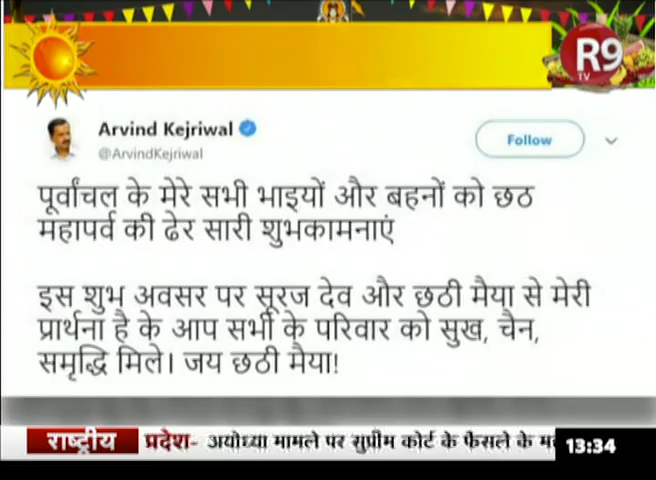 R9
TV
Arvind Kejriwal
@ArvindKejriwal
Follow
पूर्वांचल के मेरे सभी भाइयों और बहनों को छठ
महापर्व की ढेर सारी शुभकामनाएं
इस शुभ अवसर पर सूरज देव और छठी मैया से मेरी
प्रार्थना है के आप सभी के परिवार को सुख, चैन,
समृद्धि मिले। जय छठी मैया!
राष्ट्रीय प्रदेश- अयोध्या मामले पर सुप्रीम कोर्ट के फैसले के 13:34